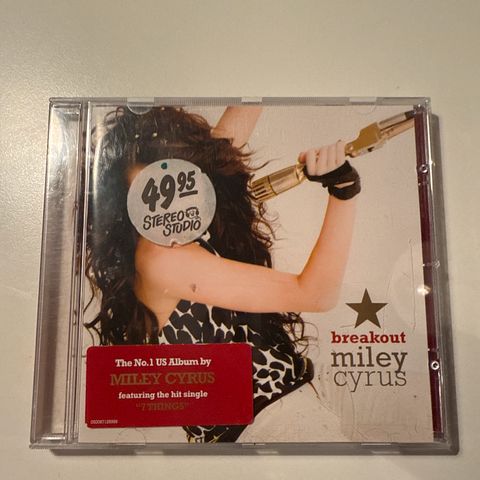 49 95
STEREO
STUDIO
breakout
miley
cyrus
The No.1 US Album by
MILEY CYRUS
featuring the hit single
"7 THINGS"